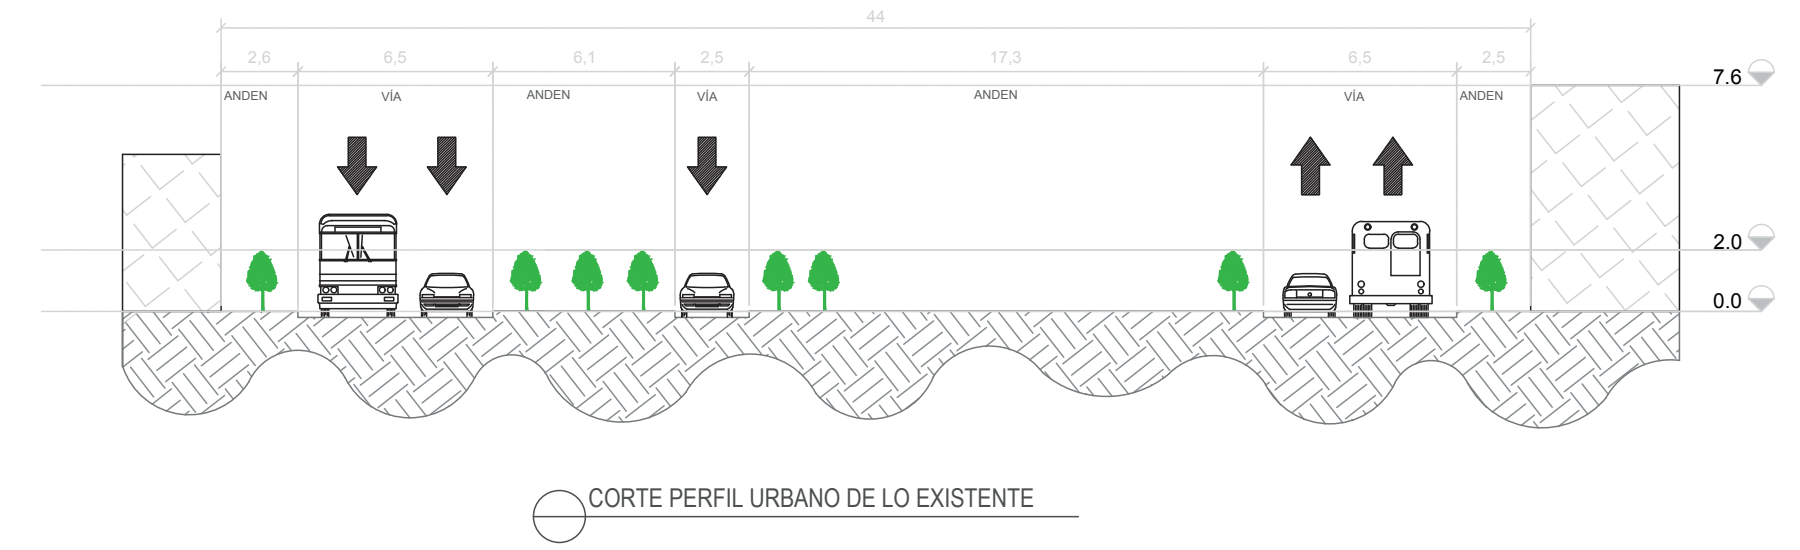 44
2,6 6,5 6,1 2,5 17,3 6,5 2,5
7.6
ANDEN VÍA ANDEN VÍA ANDEN VÍA ANDEN
2.0
0.0
CORTE PERFIL URBANO DE LO EXISTENTE